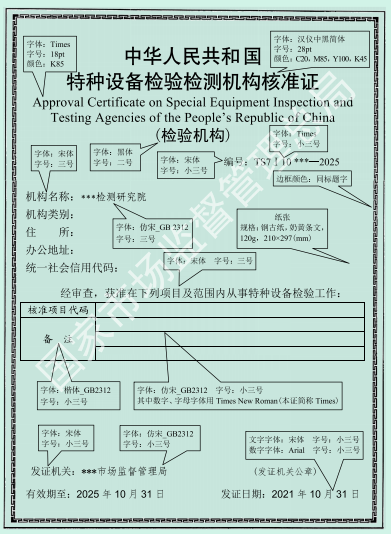 字体：Times
字号：18pt
颜色：K85
字体：汉仪中黑简体
字号：28pt
颜色：C20，M85，Y100，K45
中华人民共和国
特种设备检验检测机构核准证
Approval Certificate on Special Equipment Inspection and
Testing Agencies of the People's Republic of China
(检验机构)
字体：Times
字号：小三号
字体：宋体
字号：三号
字体：黑体
字号：二号
字体：宋体
字号：小三号
编号：TS7110***—2025
边框颜色：同标题字
机构名称：***检测研究院
机构类别：
住　　所：
办公地址：
统一社会信用代码：
字体：仿宋_GB2312
字号：三号
纸张
规格：铜古纸，奶黄条文，
120g，210×297(mm)
字体：宋体　字号：三号
经审查，获准在下列项目及范围内从事特种设备检验工作：
核准项目代码
备　注
字体：楷体_GB2312
字号：小三号
字体：仿宋_GB2312　字号：小三号
其中数字、字母字体用 Times New Roman(本证简称 Times)
字体：宋体
字号：小三号
字体：仿宋_GB2312
字号：小三号
文字字体：宋体　字号：小三号
数字字体：Arial　字号：小三号
发证机关：***市场监督管理局
(发证机关公章)
有效期至：2025 年 10 月 31 日
发证日期：2021 年 10 月 31 日
国家市场监督管理总局